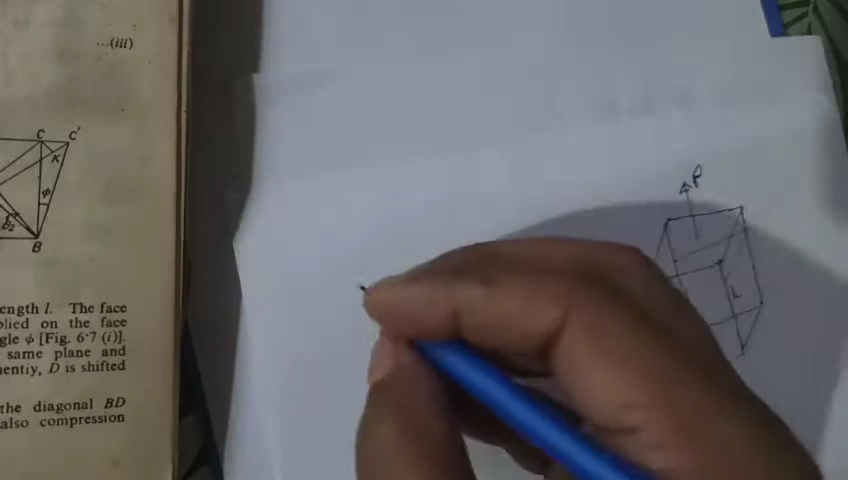 ...(iii)
C C'
K
φ
β₂
B
ength l. The face
plied on the face
gle φ [Fig. 6·7 (i)].
same plane and
ently, D is shifted
the diagonal BD
also compression
P
L